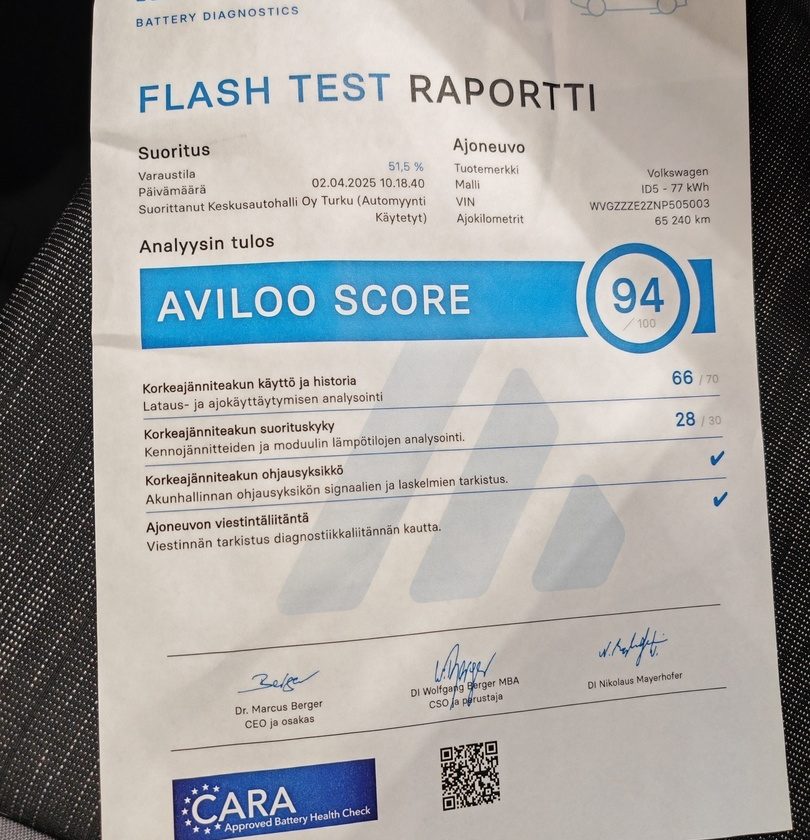 BATTERY DIAGNOSTICS
FLASH TEST RAPORTTI
Suoritus
Varaustila 51,5 %
Päivämäärä 02.04.2025 10.18.40
Suorittanut Keskusautohalli Oy Turku (Automyynti
Käytetyt)
Ajoneuvo
Tuotemerkki Volkswagen
Malli ID5 - 77 kWh
VIN WVGZZZE2ZNP505003
Ajokilometrit 65 240 km
Analyysin tulos
AVILOO SCORE 94
/ 100
Korkeajänniteakun käyttö ja historia 66 / 70
Lataus- ja ajokäyttäytymisen analysointi
Korkeajänniteakun suorituskyky 28 / 30
Kennojännitteiden ja moduulin lämpötilojen analysointi.
Korkeajänniteakun ohjausyksikkö ✔
Akunhallinnan ohjausyksikön signaalien ja laskelmien tarkistus.
Ajoneuvon viestintäliitäntä ✔
Viestinnän tarkistus diagnostiikkaliitännän kautta.
Berger
Dr. Marcus Berger
CEO ja osakas
DI Wolfgang Berger MBA
CSO ja perustaja
DI Nikolaus Mayerhofer
CARA
Approved Battery Health Check